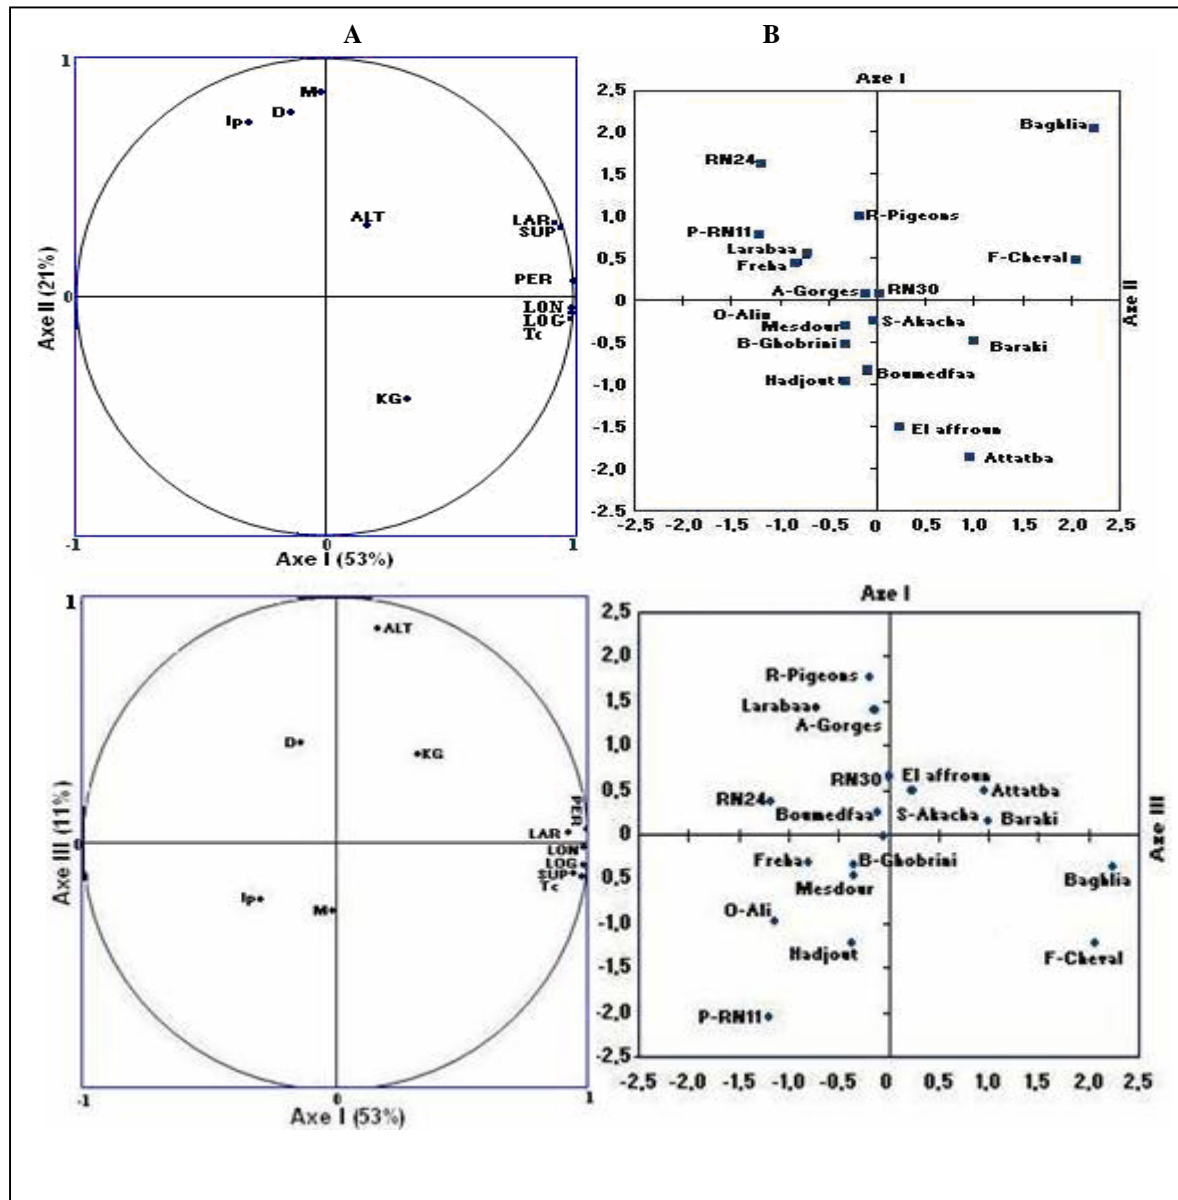 A B
1
M
D
Ip
ALT
LAR
SUP
PER
0
LON
LOG
Tc
KG
-1 0 1
Axe I (53%)
Axe II (21%)
Axe I
2,5
2,0
1,5
1,0
0,5
0
-0,5
-1,0
-1,5
-2,0
-2,5
-2,5 -2,0 -1,0 -0,5 0 0,5 1,0 1,5 2,0 2,5
Axe II
Baghlia
RN24
R-Pigeons
P-RN11
Larabaa
Freha
F-Cheval
A-Gorges RN30
O-Aliu
S-Akacha
Mesdour
B-Ghobrini
Baraki
Boumedfaa
Hadjout
El affroun
Attatba
1
ALT
D
KG
PER
LAR
0
LON
LOG
SUP
Tc
Ip
M
-1 0 1
Axe I (53%)
Axe III (11%)
Axe I
2,5
2,0
1,5
1,0
0,5
0
0,5
-1,0
-1,5
-2,0
-2,5
-2,5 -2,0 -1,5 -1,0 -0,5 0 0,5 1,0 1,5 2,0 2,5
Axe III
R-Pigeons
Larabaa
A-Gorges
RN30 El affroun
Attatba
RN24
Boumedfaa S-Akacha Baraki
Freha B-Ghobrini
Mesdour
Baghlia
O-Ali
Hadjout
F-Cheval
P-RN11